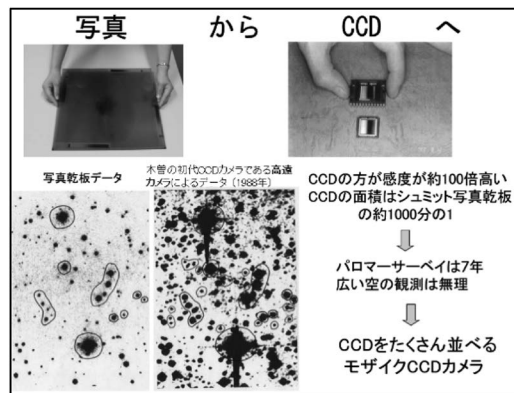 写真 から CCD へ
写真乾板データ
木曽の初代CCDカメラである高遠
カメラによるデータ（1988年）
CCDの方が感度が約100倍高い
CCDの面積はシュミット写真乾板
の約1000分の1
パロマーサーベイは7年
広い空の観測は無理
CCDをたくさん並べる
モザイクCCDカメラ